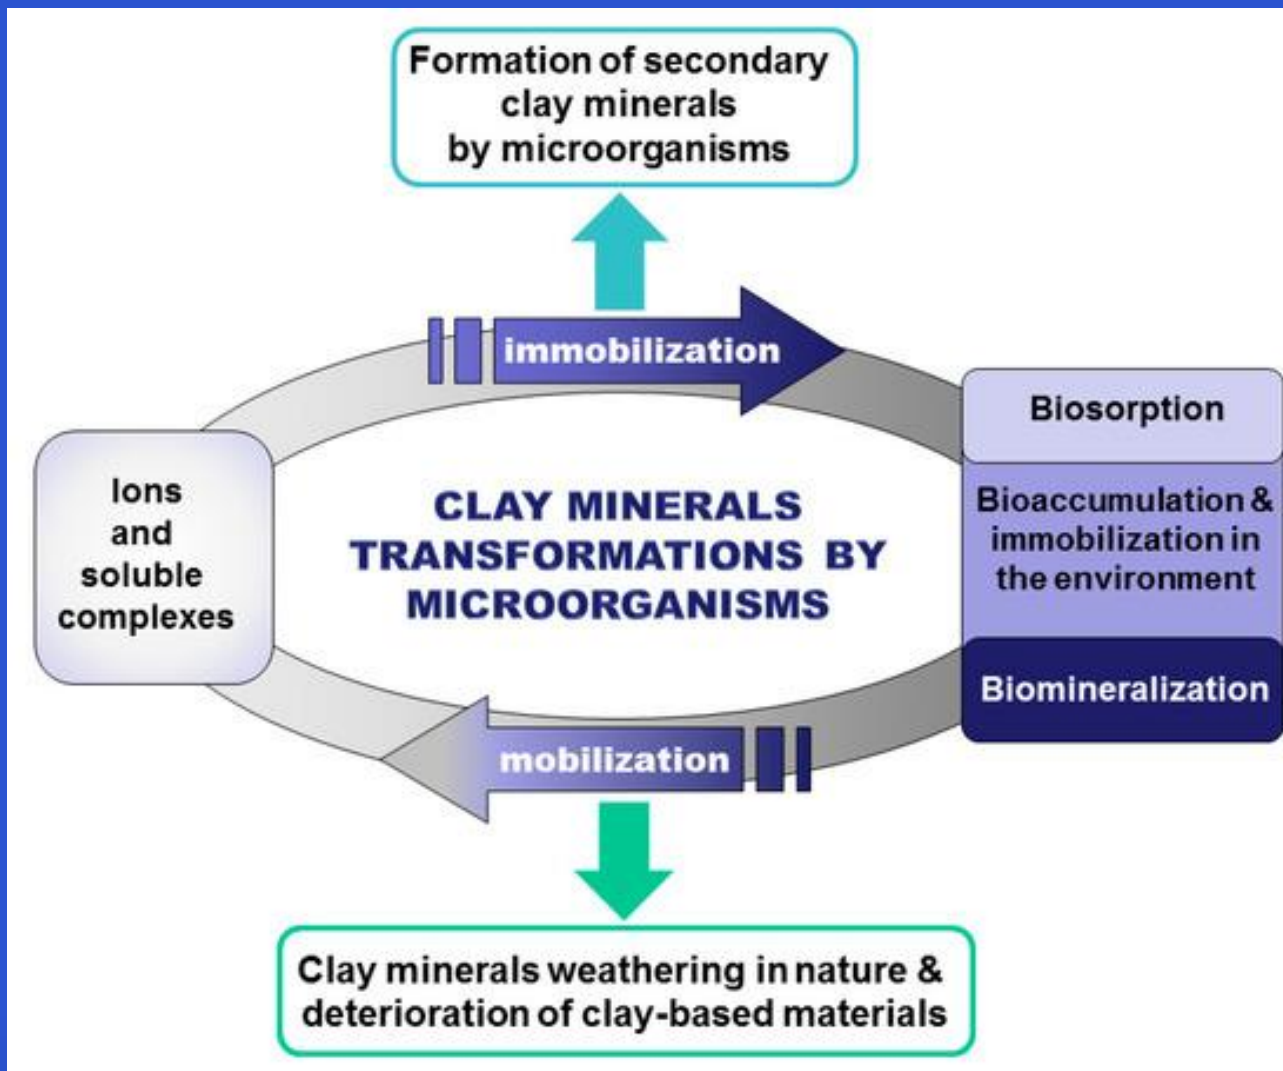 Formation of secondary
clay minerals
by microorganisms
immobilization
Ions
and
soluble
complexes
CLAY MINERALS
TRANSFORMATIONS BY
MICROORGANISMS
Biosorption
Bioaccumulation &
immobilization in
the environment
Biomineralization
mobilization
Clay minerals weathering in nature &
deterioration of clay-based materials